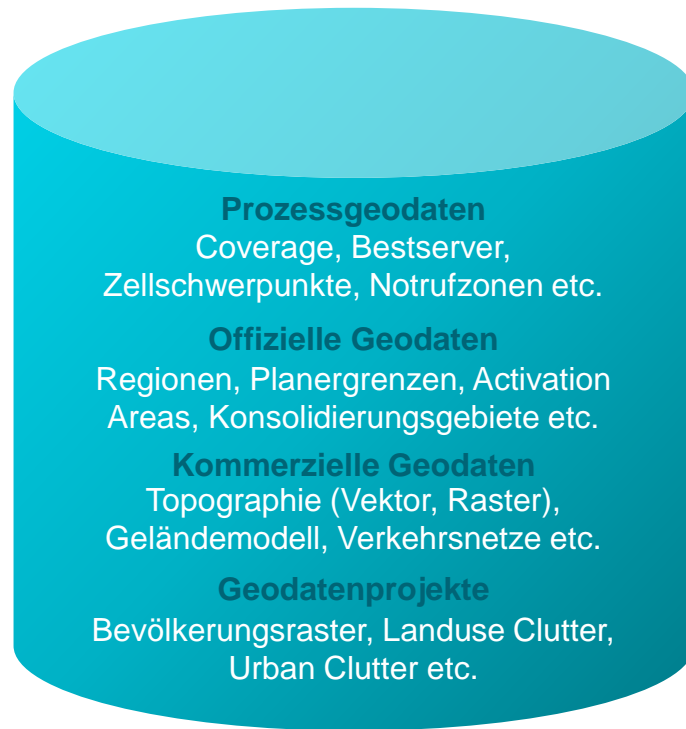 Prozessgeodaten
Coverage, Bestserver,
Zellschwerpunkte, Notrufzonen etc.
Offizielle Geodaten
Regionen, Planergrenzen, Activation
Areas, Konsolidierungsgebiete etc.
Kommerzielle Geodaten
Topographie (Vektor, Raster),
Geländemodell, Verkehrsnetze etc.
Geodatenprojekte
Bevölkerungsraster, Landuse Clutter,
Urban Clutter etc.